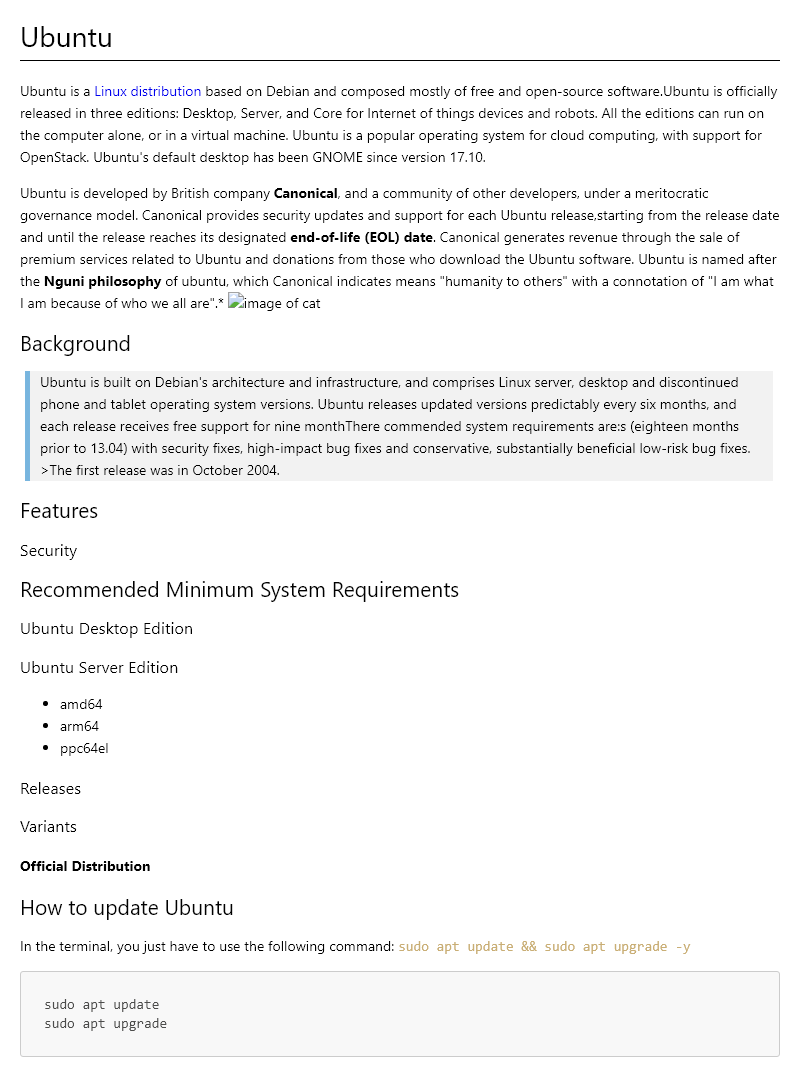 Ubuntu
Ubuntu is a Linux distribution based on Debian and composed mostly of free and open-source software.Ubuntu is officially
released in three editions: Desktop, Server, and Core for Internet of things devices and robots. All the editions can run on
the computer alone, or in a virtual machine. Ubuntu is a popular operating system for cloud computing, with support for
OpenStack. Ubuntu's default desktop has been GNOME since version 17.10.
Ubuntu is developed by British company Canonical, and a community of other developers, under a meritocratic
governance model. Canonical provides security updates and support for each Ubuntu release,starting from the release date
and until the release reaches its designated end-of-life (EOL) date. Canonical generates revenue through the sale of
premium services related to Ubuntu and donations from those who download the Ubuntu software. Ubuntu is named after
the Nguni philosophy of ubuntu, which Canonical indicates means "humanity to others" with a connotation of "I am what
I am because of who we all are".* image of cat
Background
Ubuntu is built on Debian's architecture and infrastructure, and comprises Linux server, desktop and discontinued
phone and tablet operating system versions. Ubuntu releases updated versions predictably every six months, and
each release receives free support for nine monthThere commended system requirements are:s (eighteen months
prior to 13.04) with security fixes, high-impact bug fixes and conservative, substantially beneficial low-risk bug fixes.
>The first release was in October 2004.
Features
Security
Recommended Minimum System Requirements
Ubuntu Desktop Edition
Ubuntu Server Edition
• amd64
• arm64
• ppc64el
Releases
Variants
Official Distribution
How to update Ubuntu
In the terminal, you just have to use the following command: sudo apt update && sudo apt upgrade -y
sudo apt update
sudo apt upgrade